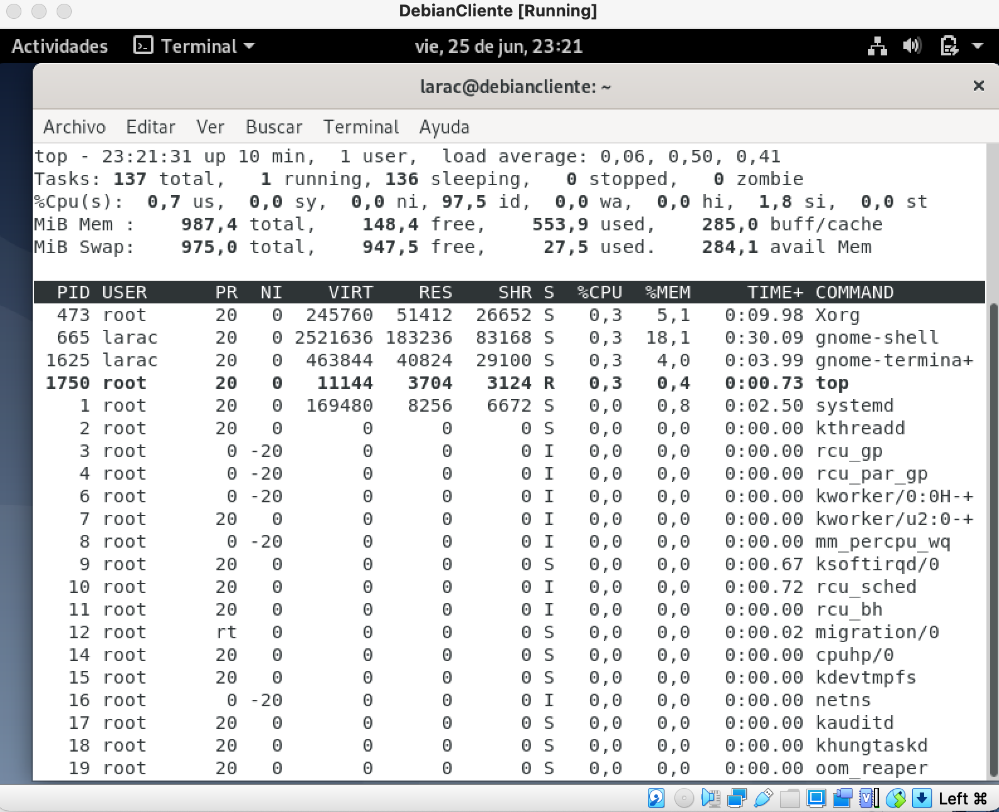 DebianCliente [Running]
Actividades Terminal vie, 25 de jun, 23:21
larac@debiancliente: ~
Archivo Editar Ver Buscar Terminal Ayuda
top - 23:21:31 up 10 min,  1 user,  load average: 0,06, 0,50, 0,41
Tasks: 137 total,   1 running, 136 sleeping,   0 stopped,   0 zombie
%Cpu(s):  0,7 us,  0,0 sy,  0,0 ni, 97,5 id,  0,0 wa,  0,0 hi,  1,8 si,  0,0 st
MiB Mem :    987,4 total,    148,4 free,    553,9 used,    285,0 buff/cache
MiB Swap:    975,0 total,    947,5 free,     27,5 used.    284,1 avail Mem
PID USER PR NI VIRT RES SHR S %CPU %MEM TIME+ COMMAND
473 root 20 0 245760 51412 26652 S 0,3 5,1 0:09.98 Xorg
665 larac 20 0 2521636 183236 83168 S 0,3 18,1 0:30.09 gnome-shell
1625 larac 20 0 463844 40824 29100 S 0,3 4,0 0:03.99 gnome-termina+
1750 root 20 0 11144 3704 3124 R 0,3 0,4 0:00.73 top
1 root 20 0 169480 8256 6672 S 0,0 0,8 0:02.50 systemd
2 root 20 0 0 0 0 S 0,0 0,0 0:00.00 kthreadd
3 root 0 -20 0 0 0 I 0,0 0,0 0:00.00 rcu_gp
4 root 0 -20 0 0 0 I 0,0 0,0 0:00.00 rcu_par_gp
6 root 0 -20 0 0 0 I 0,0 0,0 0:00.00 kworker/0:0H-+
7 root 20 0 0 0 0 I 0,0 0,0 0:00.00 kworker/u2:0-+
8 root 0 -20 0 0 0 I 0,0 0,0 0:00.00 mm_percpu_wq
9 root 20 0 0 0 0 S 0,0 0,0 0:00.67 ksoftirqd/0
10 root 20 0 0 0 0 I 0,0 0,0 0:00.72 rcu_sched
11 root 20 0 0 0 0 I 0,0 0,0 0:00.00 rcu_bh
12 root rt 0 0 0 0 S 0,0 0,0 0:00.02 migration/0
14 root 20 0 0 0 0 S 0,0 0,0 0:00.00 cpuhp/0
15 root 20 0 0 0 0 S 0,0 0,0 0:00.00 kdevtmpfs
16 root 0 -20 0 0 0 I 0,0 0,0 0:00.00 netns
17 root 20 0 0 0 0 S 0,0 0,0 0:00.00 kauditd
18 root 20 0 0 0 0 S 0,0 0,0 0:00.00 khungtaskd
19 root 20 0 0 0 0 S 0,0 0,0 0:00.00 oom_reaper
Left ⌘